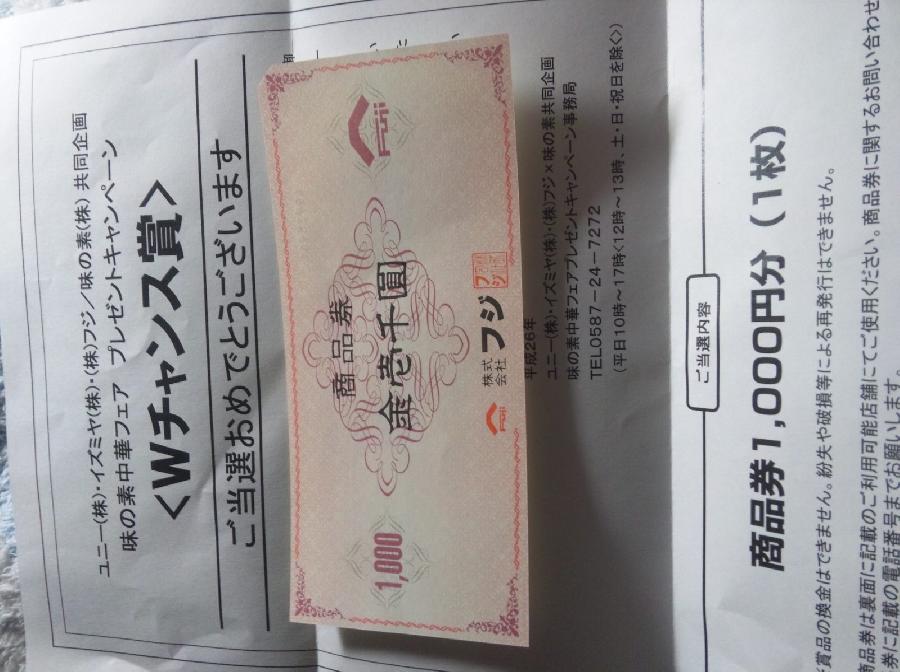 ユニー(株)・イズミヤ(株)・(株)フジ／味の素(株) 共同企画
味の素中華フェア プレゼントキャンペーン
〈Wチャンス賞〉
ご当選おめでとうございます
1,000
Fuji
商品券
金壱千圓
Fuji
株式会社 フジ
平成26年
ユニー(株)・イズミヤ(株)・(株)フジ×味の素共同企画
味の素中華フェアプレゼントキャンペーン事務局
TEL0587－24－7272
(平日10時～17時<12時～13時、土・日・祝日を除く>)
ご当選内容
商品券1,000円分（1枚）
賞品の換金はできません。紛失や破損等による再発行はできません。
商品券は裏面に記載のご利用可能店舗にてご使用ください。商品券に関するお問い合わせ
券に記載の電話番号までお願いします。